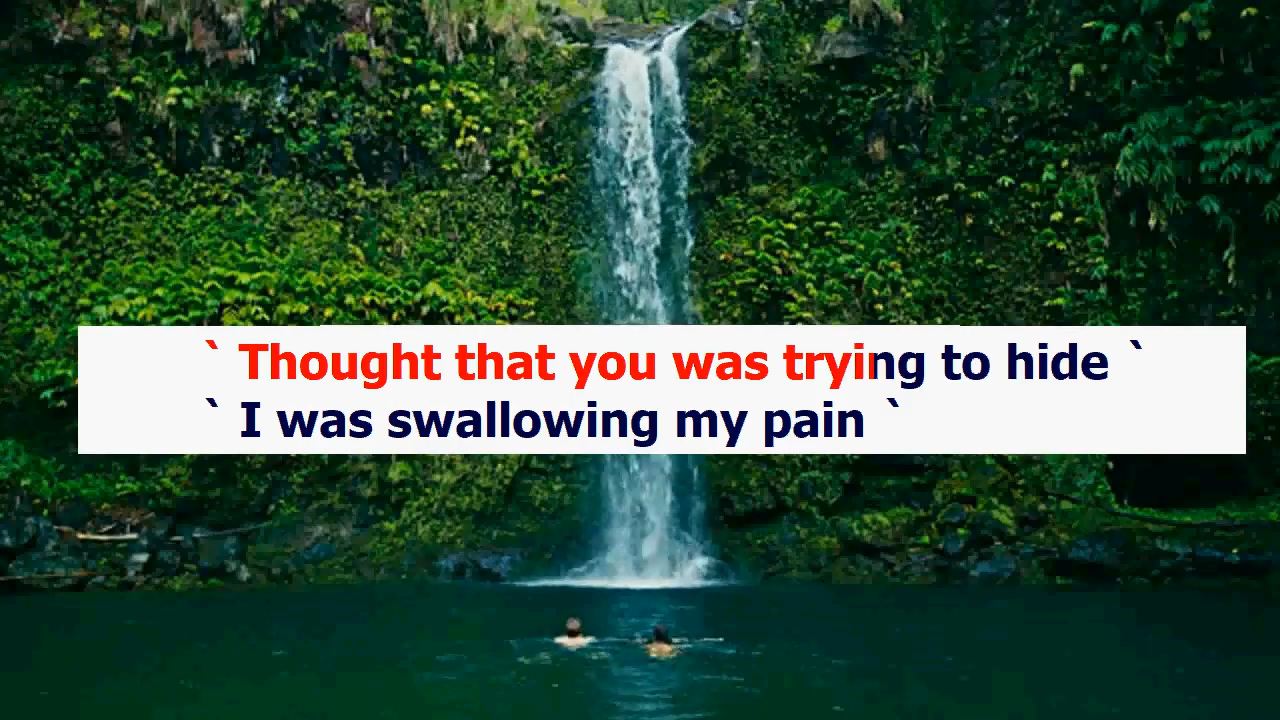 ` Thought that you was trying to hide `
` I was swallowing my pain `